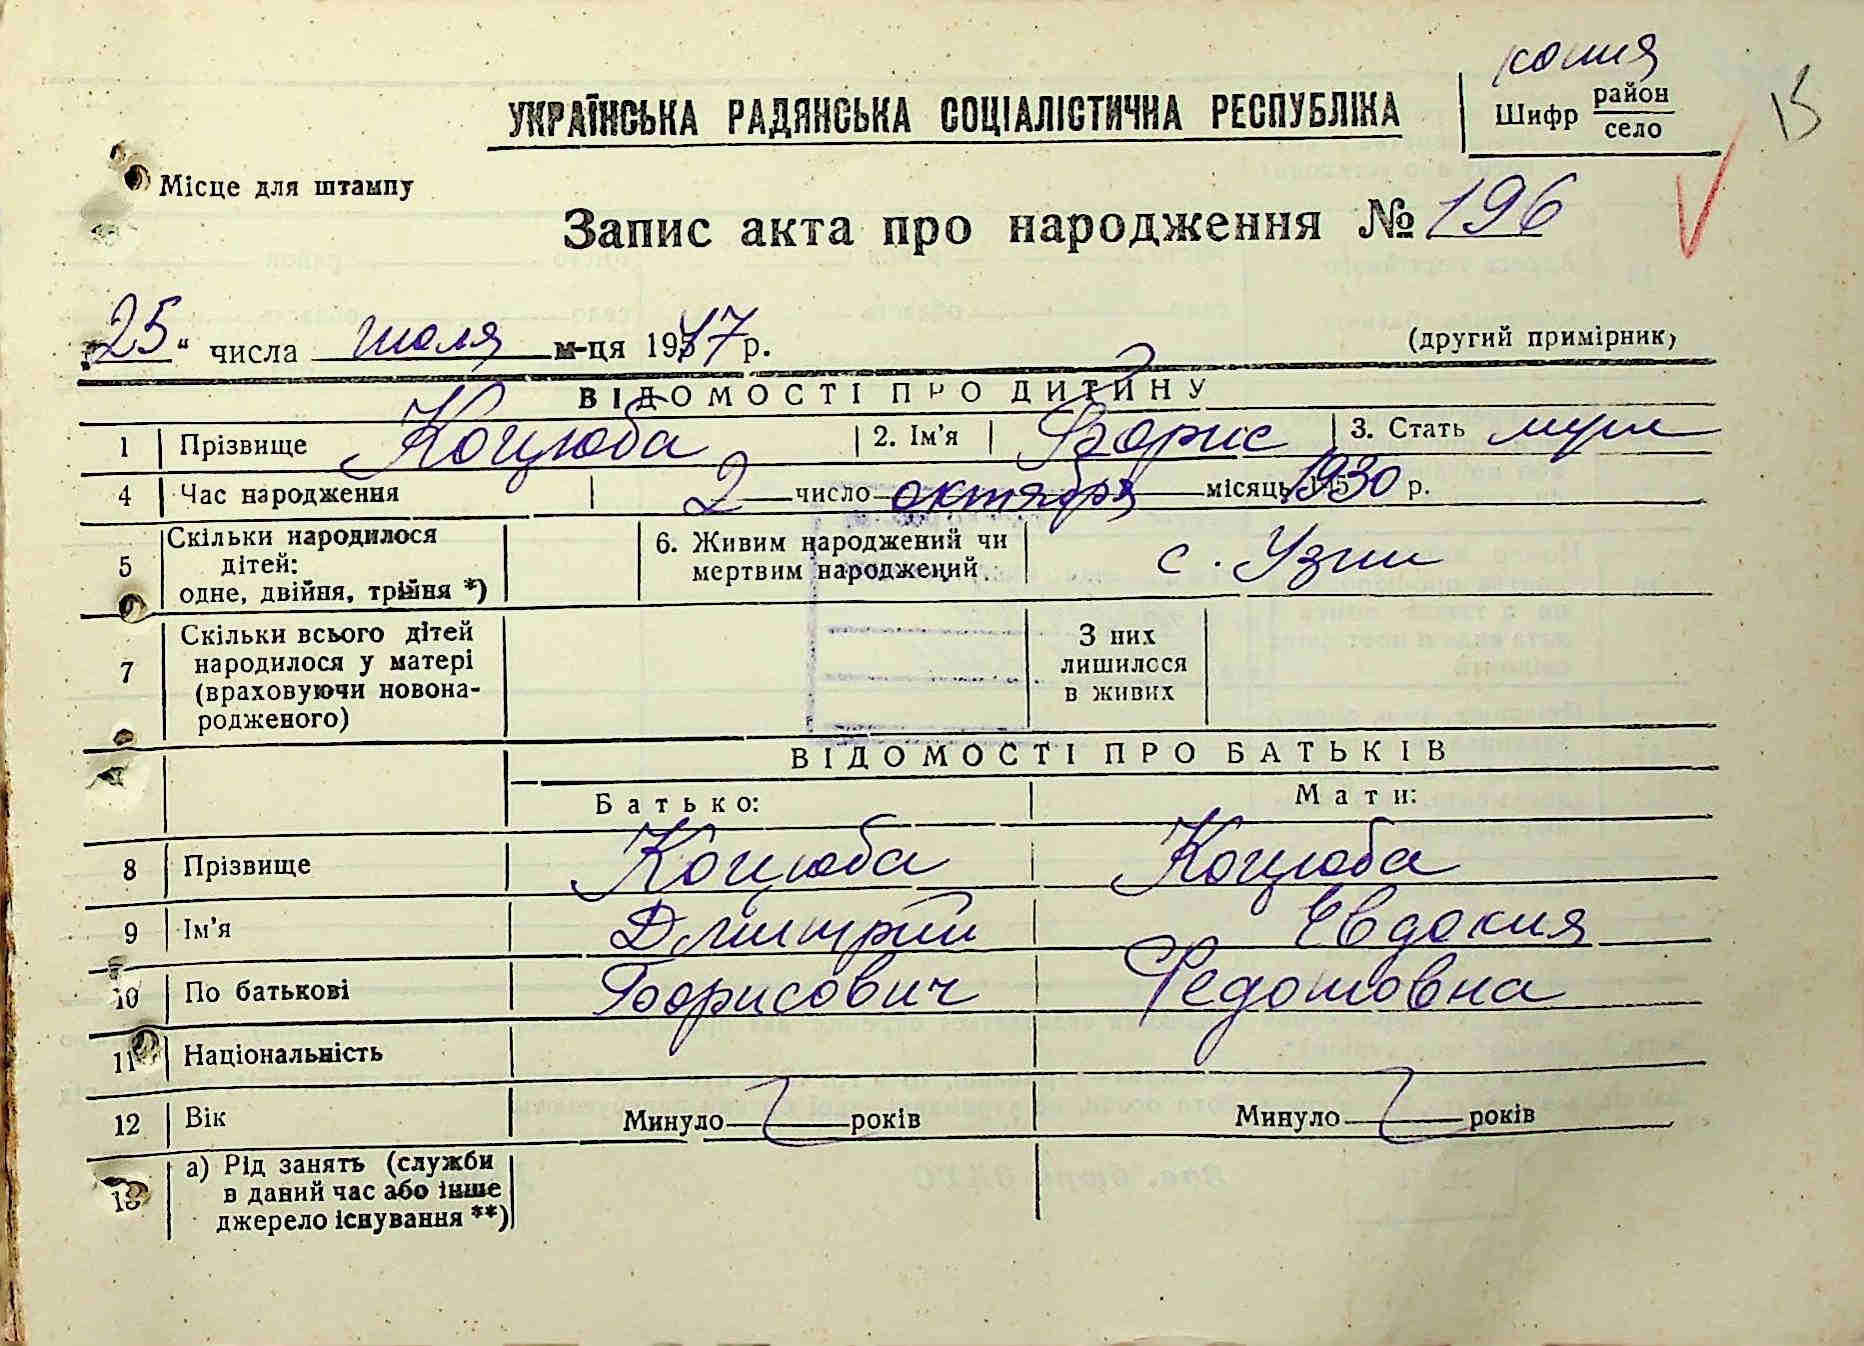 копия
УКРАЇНСЬКА РАДЯНСЬКА СОЦІАЛІСТИЧНА РЕСПУБЛІКА
Шифр район
село
15
Місце для штампу
Запис акта про народження № 196
„25" числа июля м-ця 1947 р.
(другий примірник)
ВІДОМОСТІ ПРО ДИТИНУ
1 Прізвище Коцюба 2. Ім'я Борис 3. Стать муж
4 Час народження 2 число октября місяць 1930 р.
5 Скільки народилося
дітей:
одне, двійня, трійня *)
6. Живим народжений чи
мертвим народжений
с. Узин
7 Скільки всього дітей
народилося у матері
(враховуючи новона-
родженого)
З них
лишилося
в живих
ВІДОМОСТІ ПРО БАТЬКІВ
Батько: Мати:
8 Прізвище Коцюба Коцюба
9 Ім'я Дмитрий Евдокия
10 По батькові Борисович Федотовна
11 Національність
12 Вік Минуло років Минуло років
13 а) Рід занять (служби
в даний час або інше
джерело існування **)